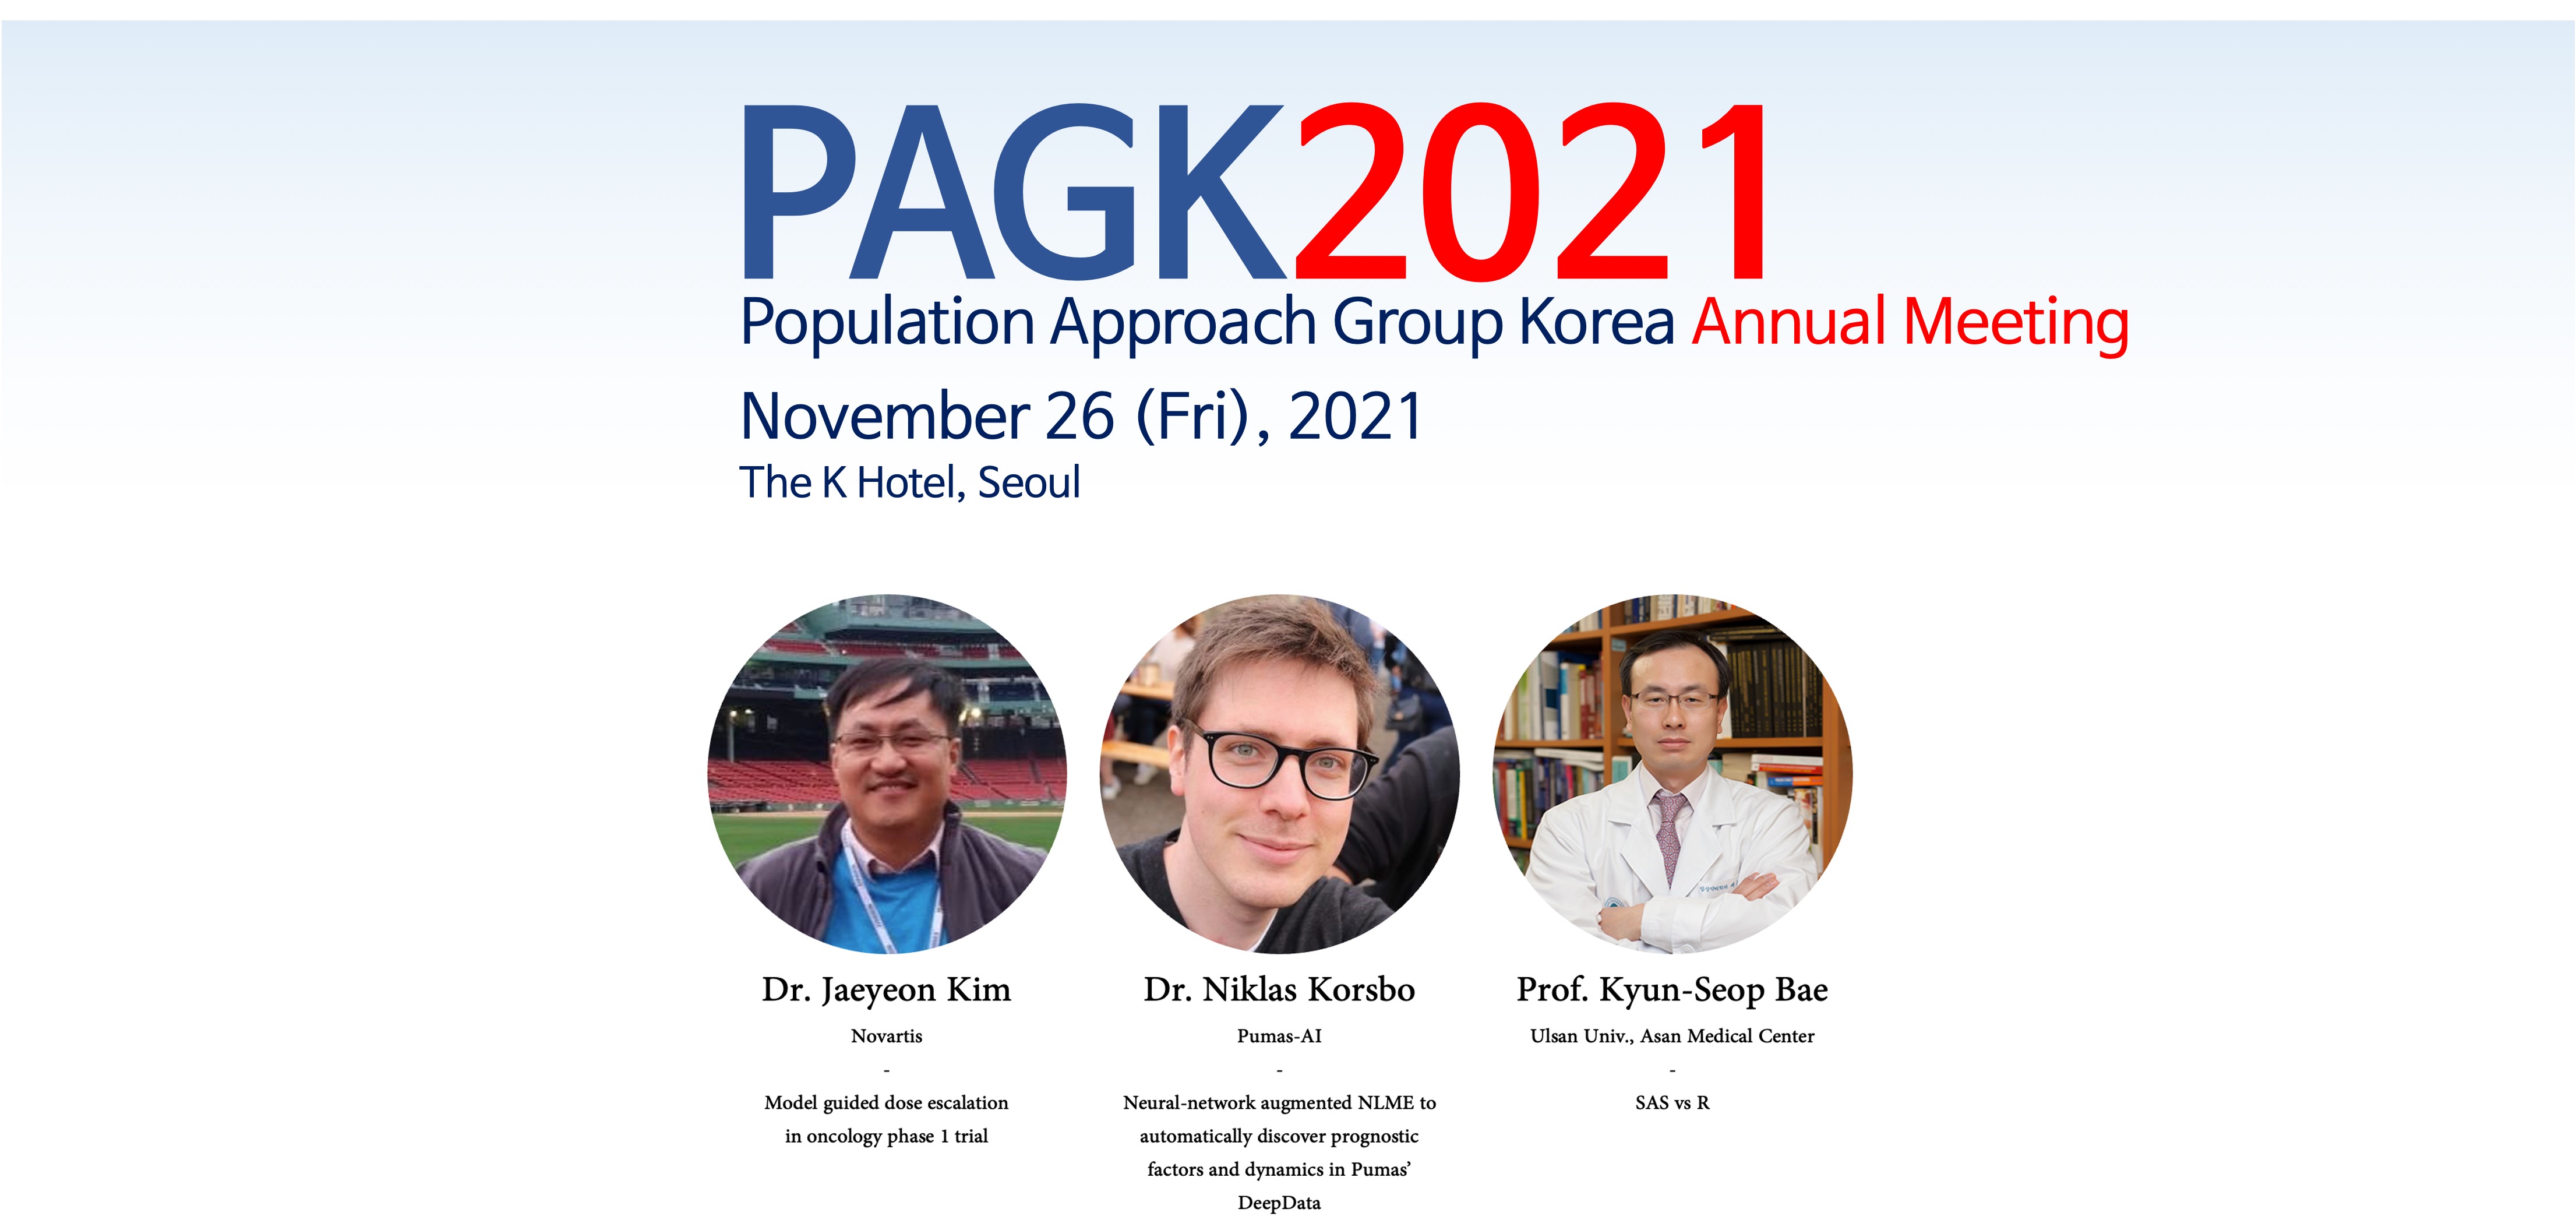 PAGK2021
Population Approach Group Korea Annual Meeting
November 26 (Fri), 2021
The K Hotel, Seoul
Dr. Jaeyeon Kim
Novartis
-
Model guided dose escalation
in oncology phase 1 trial
Dr. Niklas Korsbo
Pumas-AI
-
Neural-network augmented NLME to
automatically discover prognostic
factors and dynamics in Pumas’
DeepData
Prof. Kyun-Seop Bae
Ulsan Univ., Asan Medical Center
-
SAS vs R